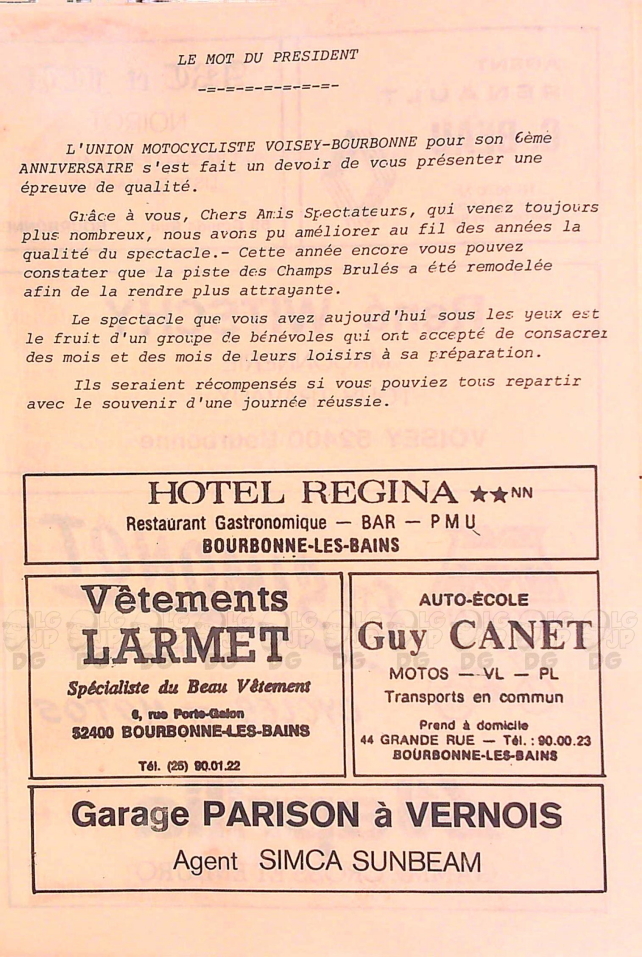 LE MOT DU PRESIDENT
-=-=-=-=-=-=-=-
L'UNION MOTOCYCLISTE VOISEY-BOURBONNE pour son 6ème
ANNIVERSAIRE s'est fait un devoir de vous présenter une
épreuve de qualité.
Grâce à vous, Chers Amis Spectateurs, qui venez toujours
plus nombreux, nous avons pu améliorer au fil des années la
qualité du spectacle.- Cette année encore vous pouvez
constater que la piste des Champs Brulés a été remodelée
afin de la rendre plus attrayante.
Le spectacle que vous avez aujourd'hui sous les yeux est
le fruit d'un groupe de bénévoles qui ont accepté de consacrer
des mois et des mois de leurs loisirs à sa préparation.
Ils seraient récompensés si vous pouviez tous repartir
avec le souvenir d'une journée réussie.
HOTEL REGINA ★★NN
Restaurant Gastronomique — BAR — PMU
BOURBONNE-LES-BAINS
Vêtements
LARMET
Spécialiste du Beau Vêtement
6, rue Porte-Galon
52400 BOURBONNE-LES-BAINS
Tél. (25) 90.01.22
AUTO-ÉCOLE
Guy CANET
MOTOS — VL — PL
Transports en commun
Prend à domicile
44 GRANDE RUE — Tél. : 90.00.23
BOURBONNE-LES-BAINS
Garage PARISON à VERNOIS
Agent SIMCA SUNBEAM